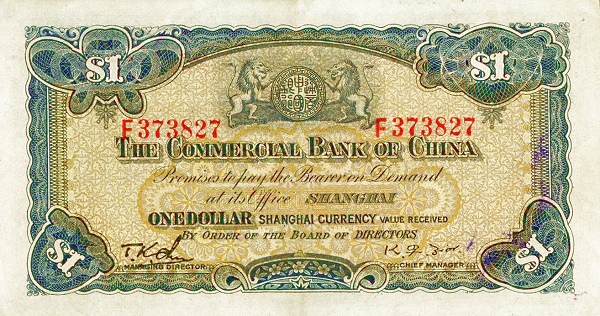 $1 $1
F373827 F373827
THE COMMERCIAL BANK OF CHINA
Promises to pay the Bearer on Demand
at its Office SHANGHAI
ONE DOLLAR SHANGHAI CURRENCY VALUE RECEIVED
BY ORDER OF THE BOARD OF DIRECTORS
MANAGING DIRECTOR CHIEF MANAGER
$1 $1